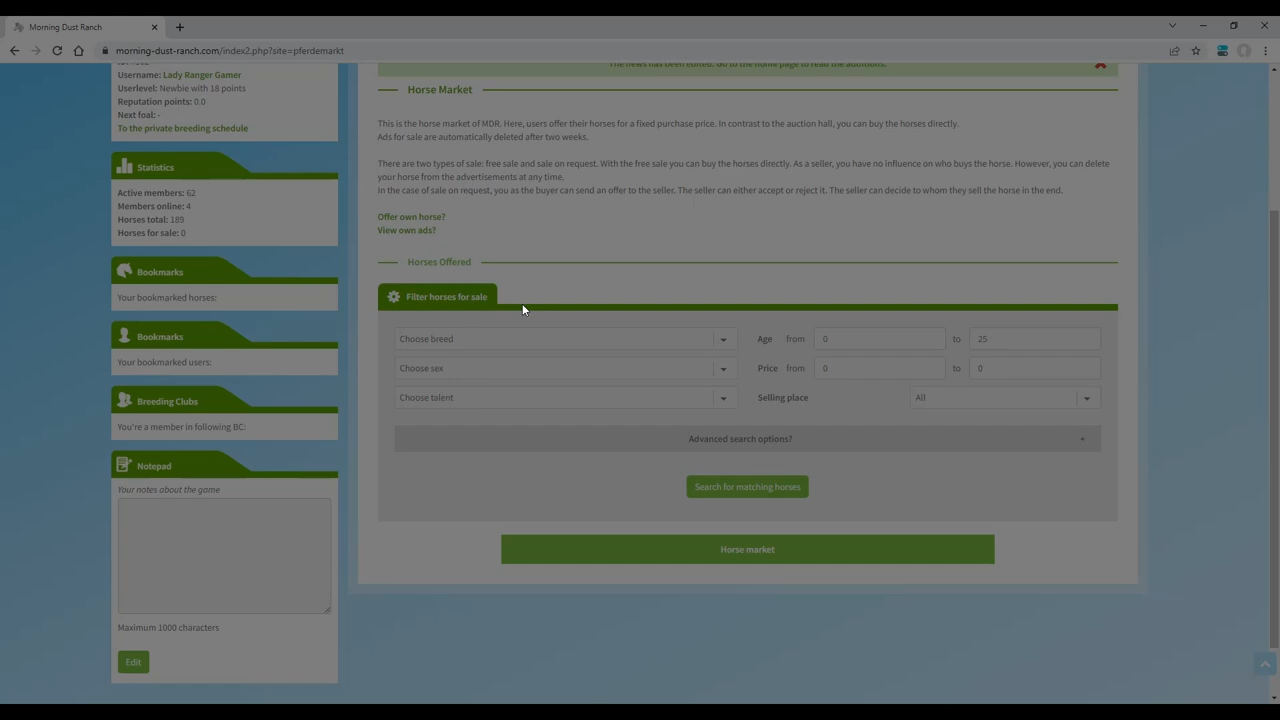 Morning Dust Ranch
morning-dust-ranch.com/index2.php?site=pferdemarkt
Username: Lady Ranger Gamer
Userlevel: Newbie with 18 points
Reputation points: 0.0
Next foal: -
To the private breeding schedule
Statistics
Active members: 62
Members online: 4
Horses total: 189
Horses for sale: 0
Bookmarks
Your bookmarked horses:
Bookmarks
Your bookmarked users:
Breeding Clubs
You're a member in following BC:
Notepad
Your notes about the game
Maximum 1000 characters
Edit
The news has been edited. Go to the home page to read the additions.
Horse Market
This is the horse market of MDR. Here, users offer their horses for a fixed purchase price. In contrast to the auction hall, you can buy the horses directly.
Ads for sale are automatically deleted after two weeks.
There are two types of sale: free sale and sale on request. With the free sale you can buy the horses directly. As a seller, you have no influence on who buys the horse. However, you can delete
your horse from the advertisements at any time.
In the case of sale on request, you as the buyer can send an offer to the seller. The seller can either accept or reject it. The seller can decide to whom they sell the horse in the end.
Offer own horse?
View own ads?
Horses Offered
Filter horses for sale
Choose breed
Age from 0 to 25
Choose sex
Price from 0 to 0
Choose talent
Selling place All
Advanced search options? +
Search for matching horses
Horse market